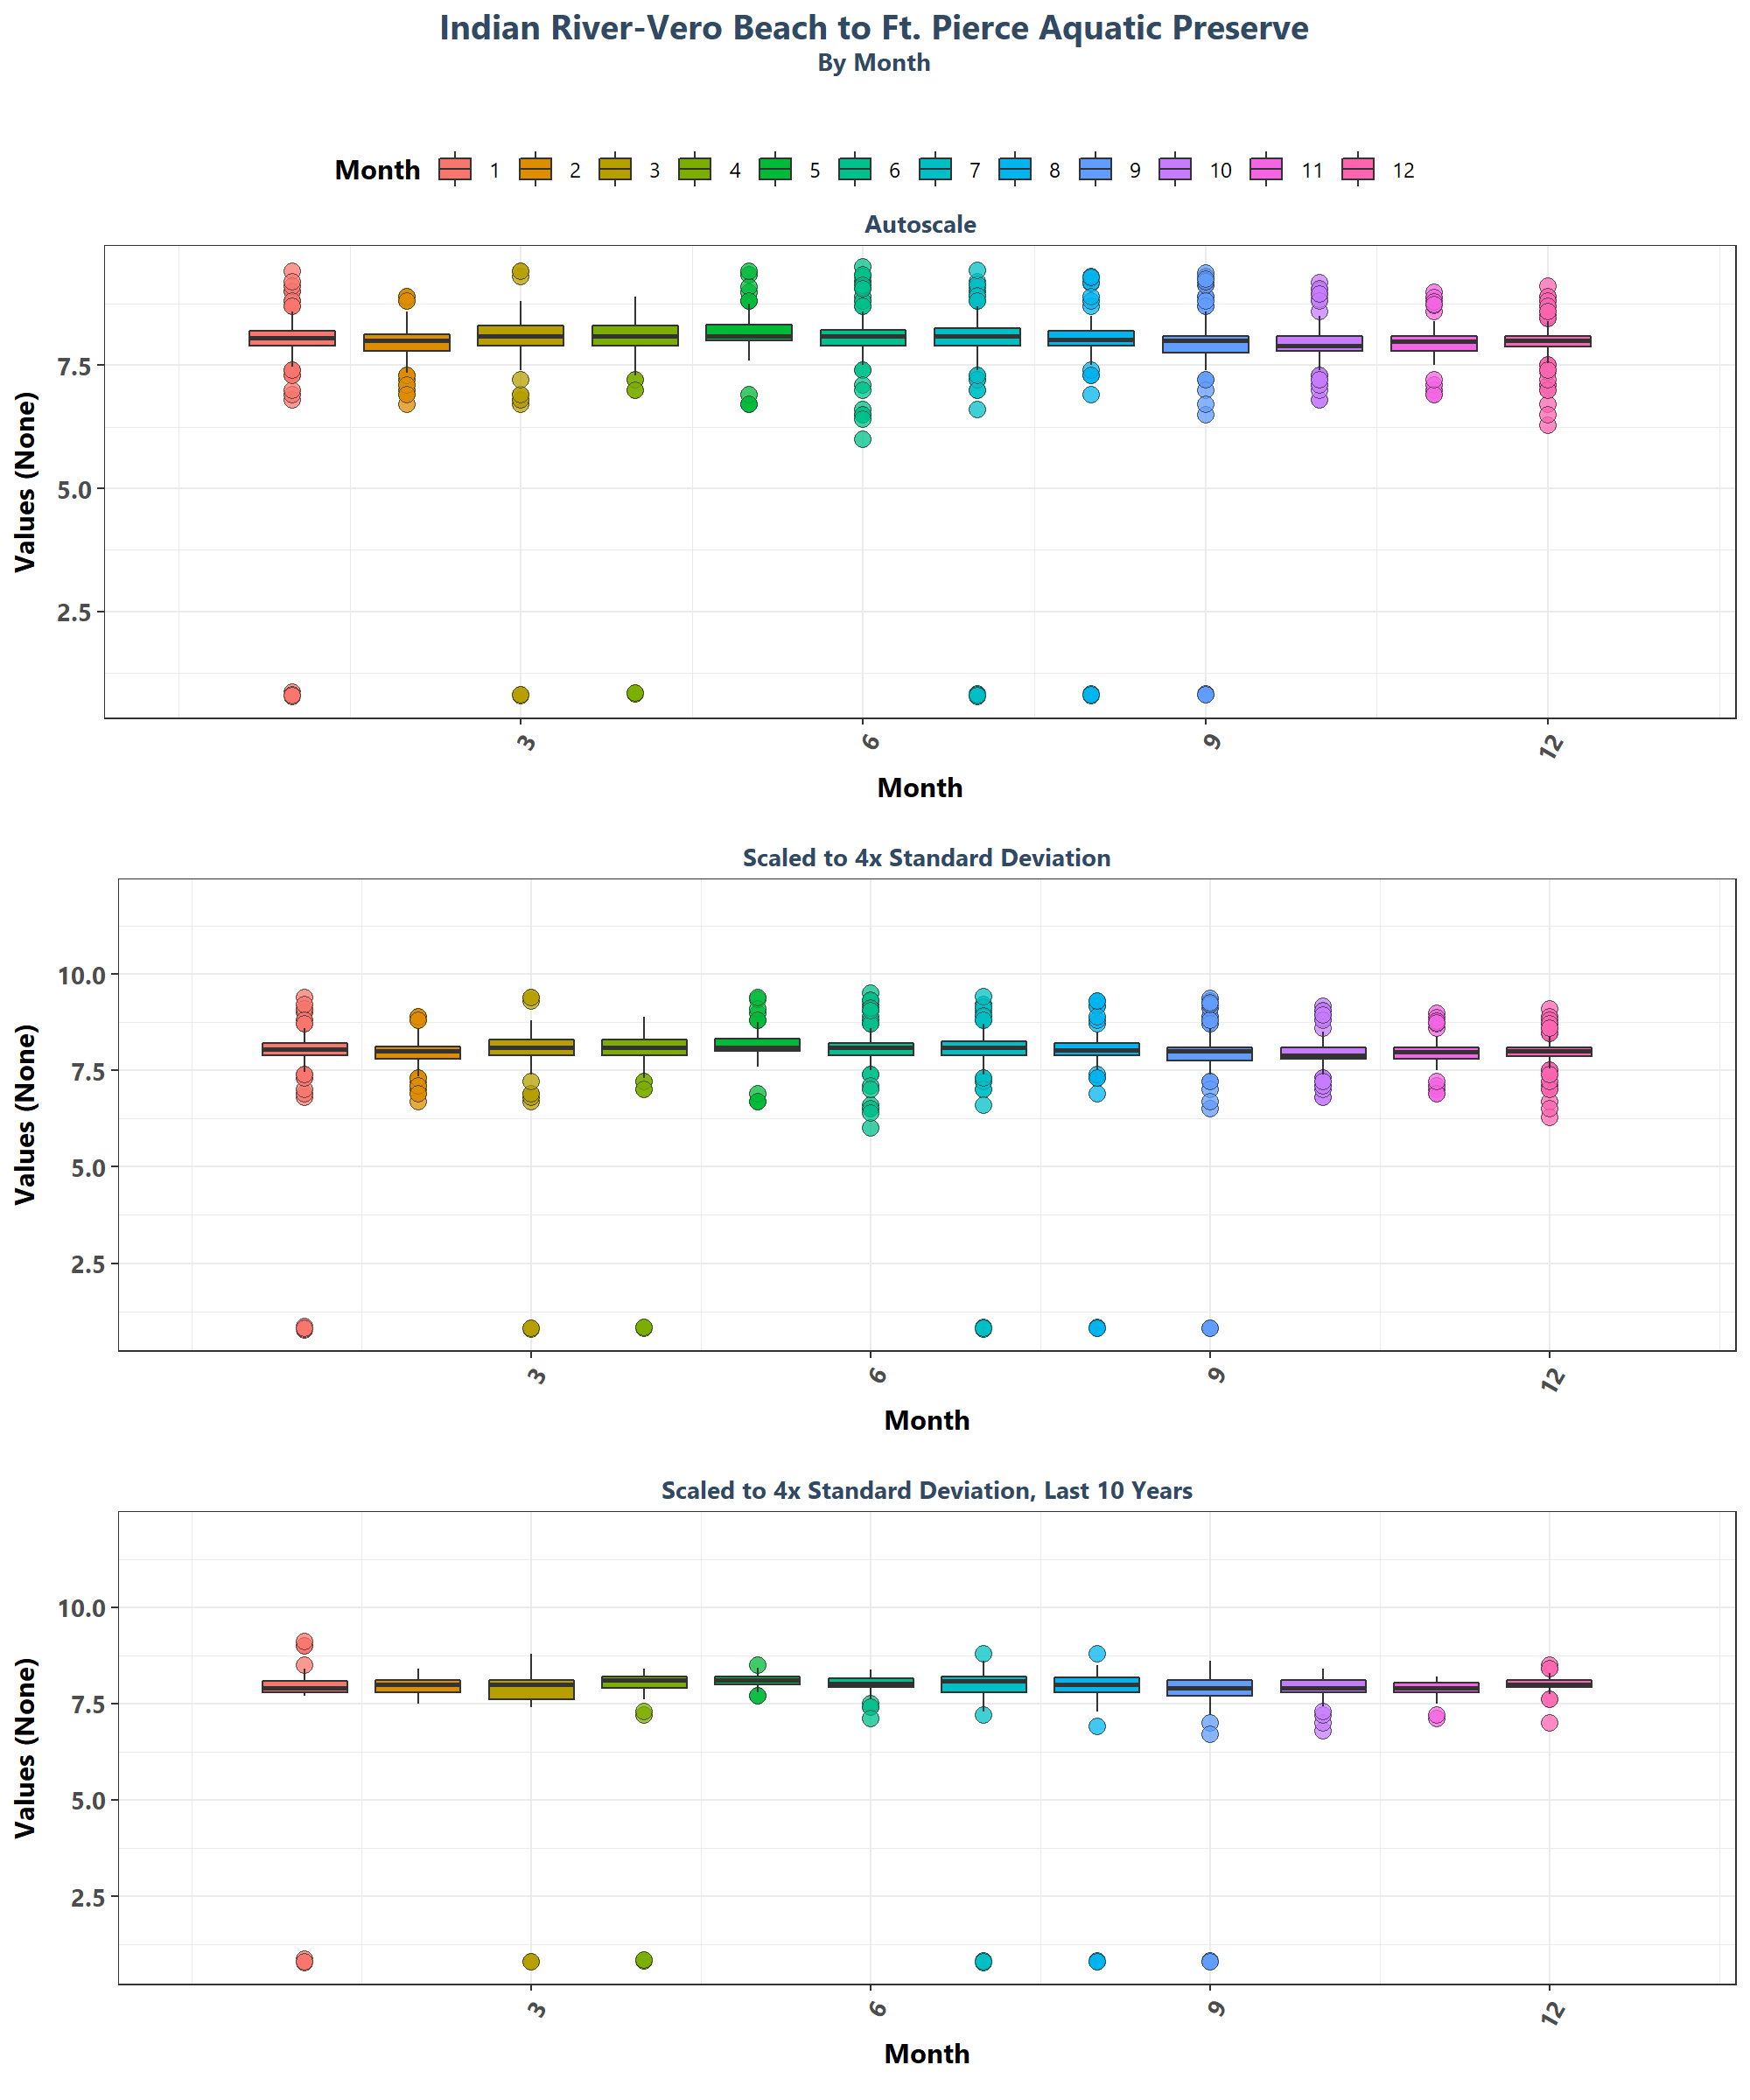 Indian River-Vero Beach to Ft. Pierce Aquatic Preserve
By Month
Month 1 2 3 4 5 6 7 8 9 10 11 12
Autoscale
Values (None)
7.5
5.0
2.5
3 6 9 12
Month
Scaled to 4x Standard Deviation
Values (None)
10.0
7.5
5.0
2.5
3 6 9 12
Month
Scaled to 4x Standard Deviation, Last 10 Years
Values (None)
10.0
7.5
5.0
2.5
3 6 9 12
Month